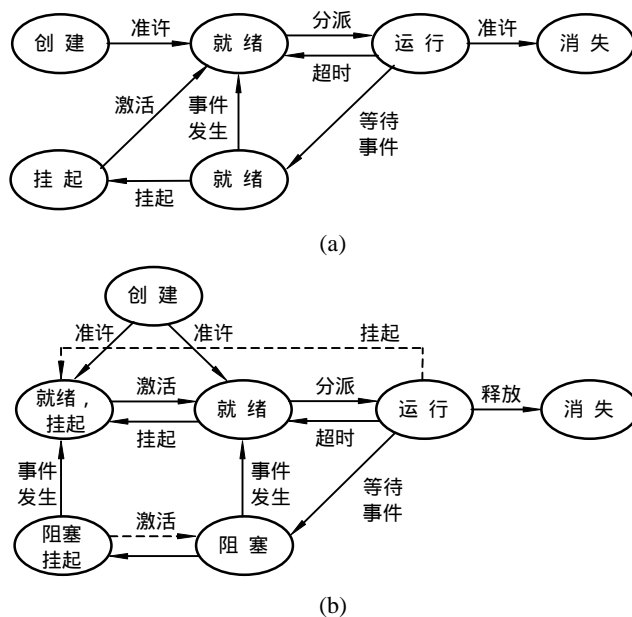 创建
准许
就绪
分派
运行
准许
消失
超时
激活
事件
发生
等待
事件
挂起
挂起
就绪
(a)
创建
准许
准许
挂起
就绪，
挂起
激活
就绪
分派
运行
释放
消失
挂起
超时
事件
发生
事件
发生
等待
事件
阻塞
挂起
激活
阻塞
(b)